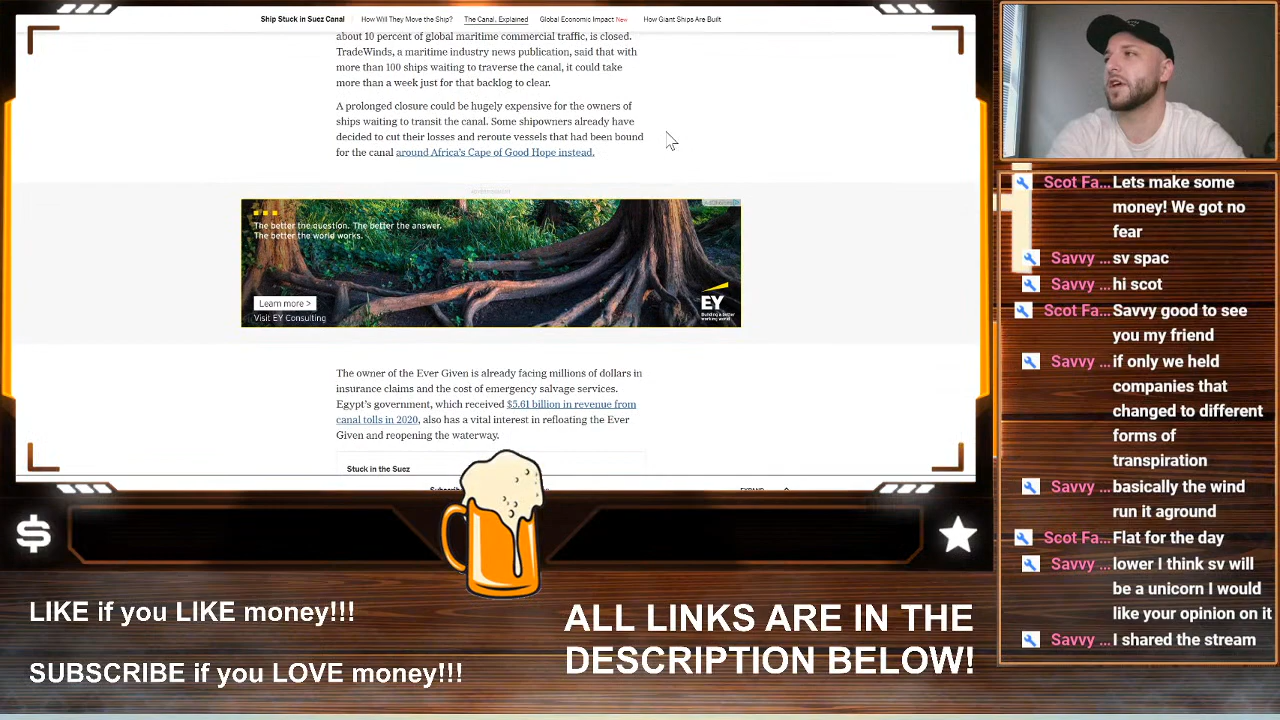 Ship Stuck in Suez Canal How Will They Move the Ship? The Canal, Explained Global Economic Impact New How Giant Ships Are Built
about 10 percent of global maritime commercial traffic, is closed.
TradeWinds, a maritime industry news publication, said that with
more than 100 ships waiting to traverse the canal, it could take
more than a week just for that backlog to clear.
A prolonged closure could be hugely expensive for the owners of
ships waiting to transit the canal. Some shipowners already have
decided to cut their losses and reroute vessels that had been bound
for the canal around Africa's Cape of Good Hope instead.
ADVERTISEMENT
The better the question. The better the answer.
The better the world works.
Learn more >
Visit EY Consulting
EY
Building a better
working world
The owner of the Ever Given is already facing millions of dollars in
insurance claims and the cost of emergency salvage services.
Egypt's government, which received $5.61 billion in revenue from
canal tolls in 2020, also has a vital interest in refloating the Ever
Given and reopening the waterway.
Stuck in the Suez
$
LIKE if you LIKE money!!!
SUBSCRIBE if you LOVE money!!!
ALL LINKS ARE IN THE
DESCRIPTION BELOW!
Scot Fa... Lets make some
money! We got no
fear
Savvy ... sv spac
Savvy ... hi scot
Scot Fa... Savvy good to see
you my friend
Savvy ... if only we held
companies that
changed to different
forms of
transpiration
Savvy ... basically the wind
run it aground
Scot Fa... Flat for the day
Savvy ... lower I think sv will
be a unicorn I would
like your opinion on it
Savvy ... I shared the stream